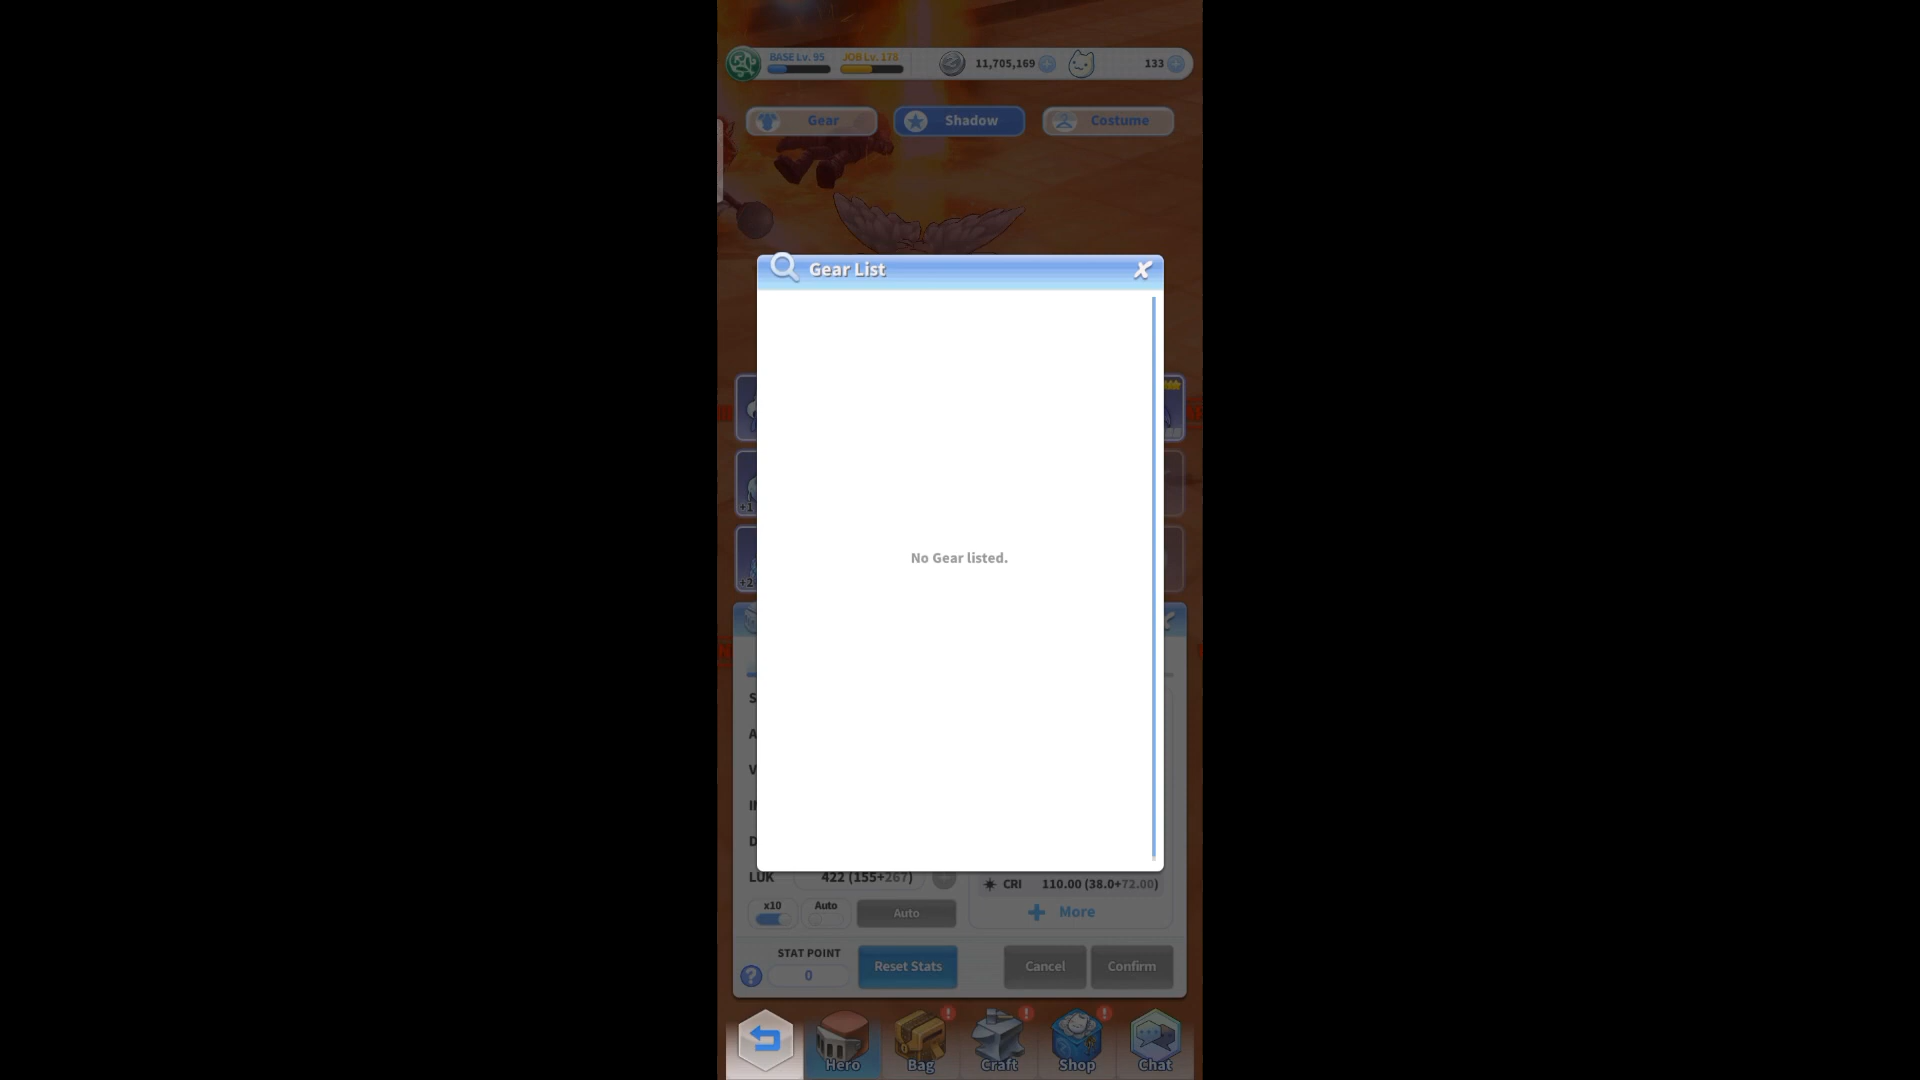 BASE Lv. 95 JOB Lv. 178 11,705,169 133
Gear Shadow Costume
Gear List
No Gear listed.
+1
+2
LUK 422 (155+267)
CRI 110.00 (38.0+72.00)
x10 Auto Auto
More
STAT POINT
0
Reset Stats Cancel Confirm
Hero Bag Craft Shop Chat